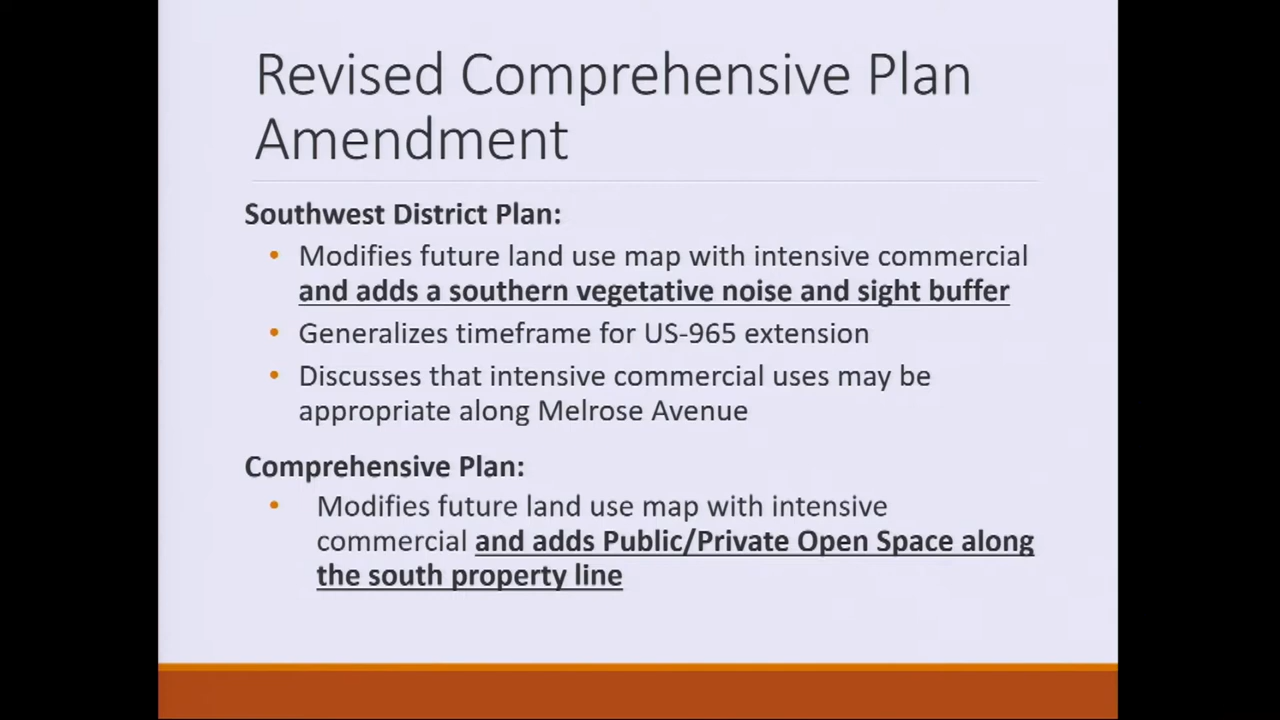 Revised Comprehensive Plan
Amendment
Southwest District Plan:
• Modifies future land use map with intensive commercial
and adds a southern vegetative noise and sight buffer
• Generalizes timeframe for US-965 extension
• Discusses that intensive commercial uses may be
appropriate along Melrose Avenue
Comprehensive Plan:
• Modifies future land use map with intensive
commercial and adds Public/Private Open Space along
the south property line